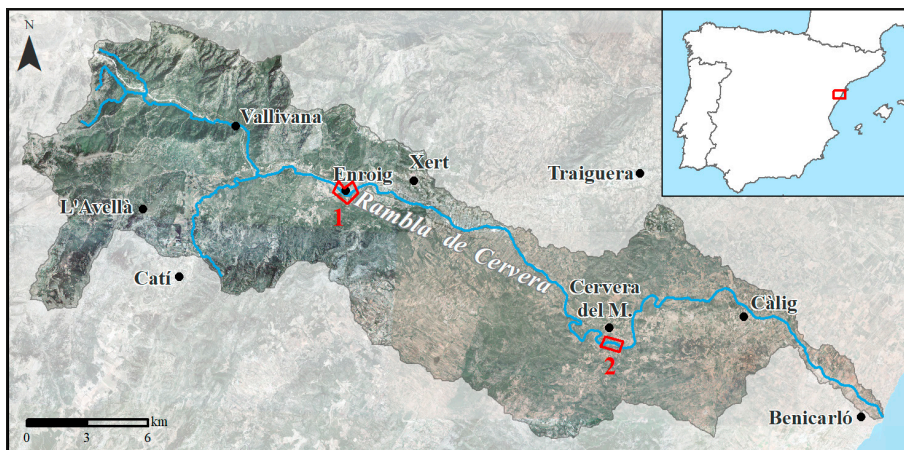 N
Vallivana
Enroig
Xert
Traiguera
L'Avellà
1
Rambla de Cervera
Catí
Cervera
del M.
Càlig
2
Benicarló
km
0 3 6